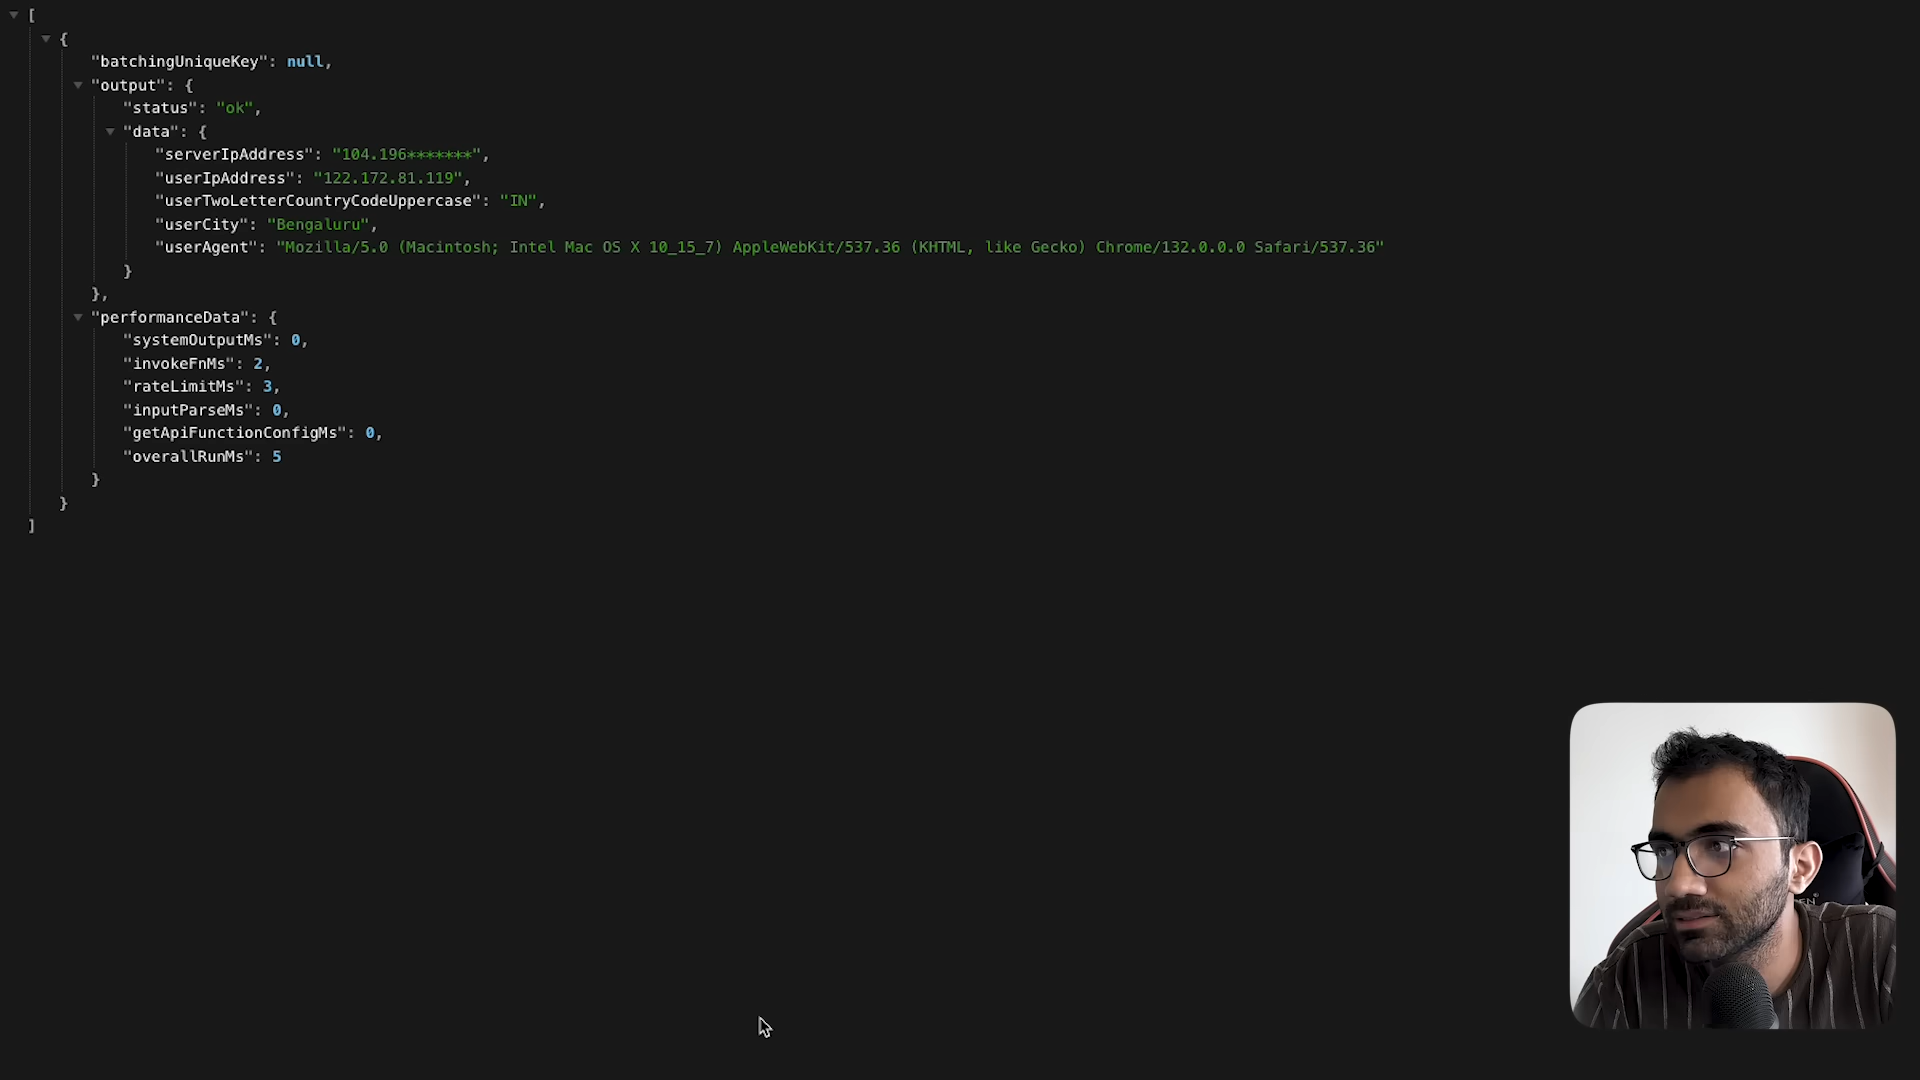 [
{
"batchingUniqueKey": null,
"output": {
"status": "ok",
"data": {
"serverIpAddress": "104.196*******",
"userIpAddress": "122.172.81.119",
"userTwoLetterCountryCodeUppercase": "IN",
"userCity": "Bengaluru",
"userAgent": "Mozilla/5.0 (Macintosh; Intel Mac OS X 10_15_7) AppleWebKit/537.36 (KHTML, like Gecko) Chrome/132.0.0.0 Safari/537.36"
}
},
"performanceData": {
"systemOutputMs": 0,
"invokeFnMs": 2,
"rateLimitMs": 3,
"inputParseMs": 0,
"getApiFunctionConfigMs": 0,
"overallRunMs": 5
}
}
]